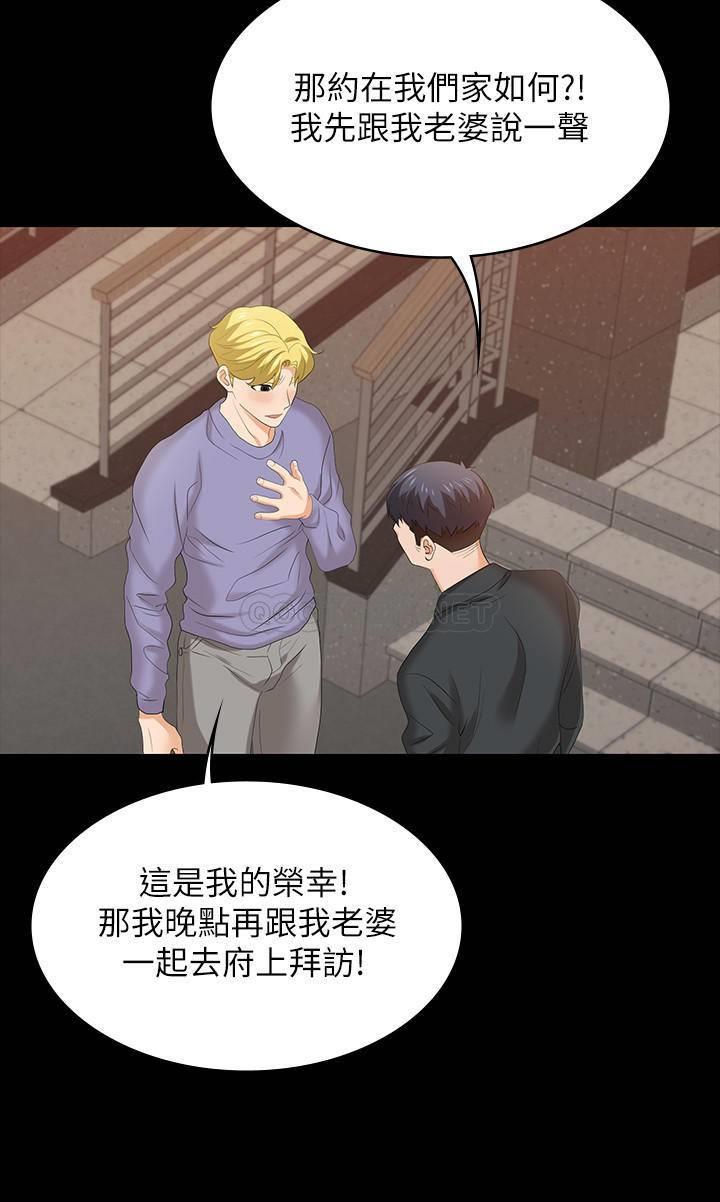 那約在我們家如何?!
我先跟我老婆說一聲
這是我的榮幸!
那我晚點再跟我老婆
一起去府上拜訪!